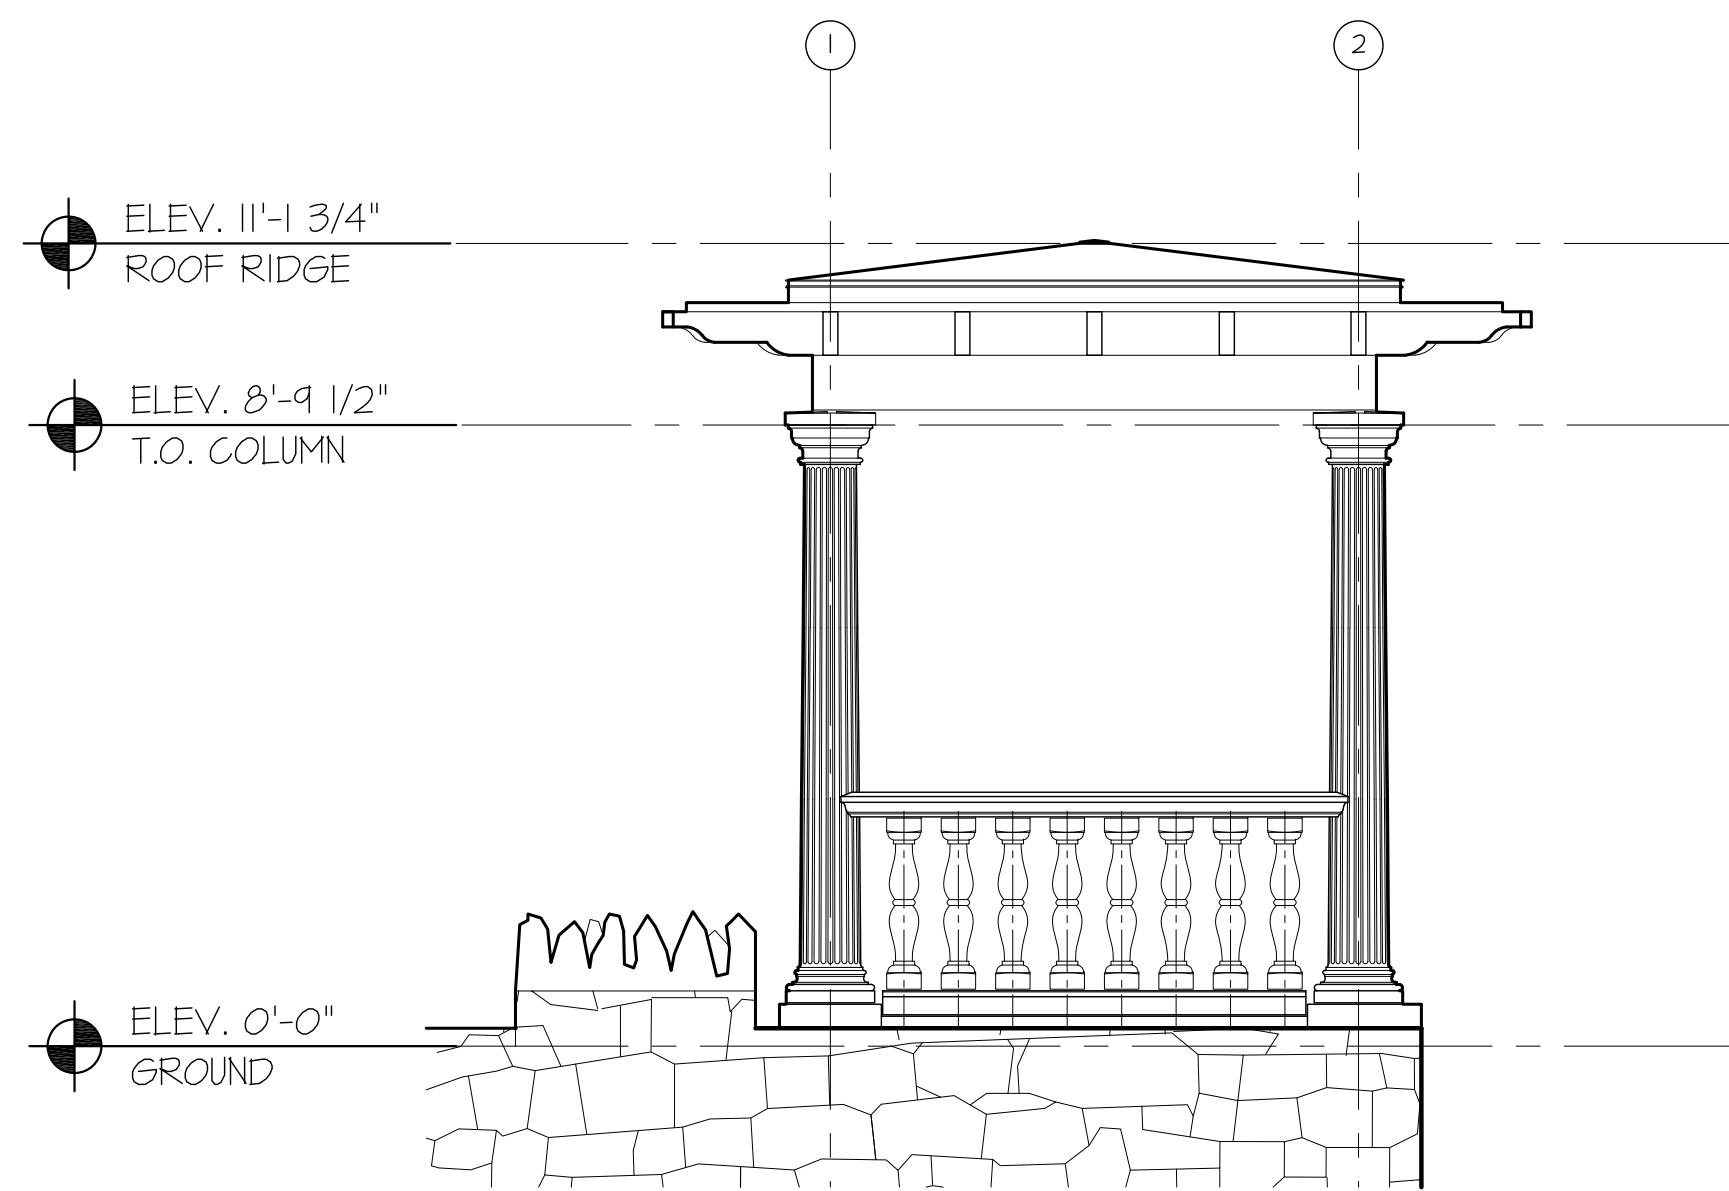 1
2
ELEV. 11'-1 3/4"
ROOF RIDGE
ELEV. 8'-9 1/2"
T.O. COLUMN
ELEV. 0'-0"
GROUND